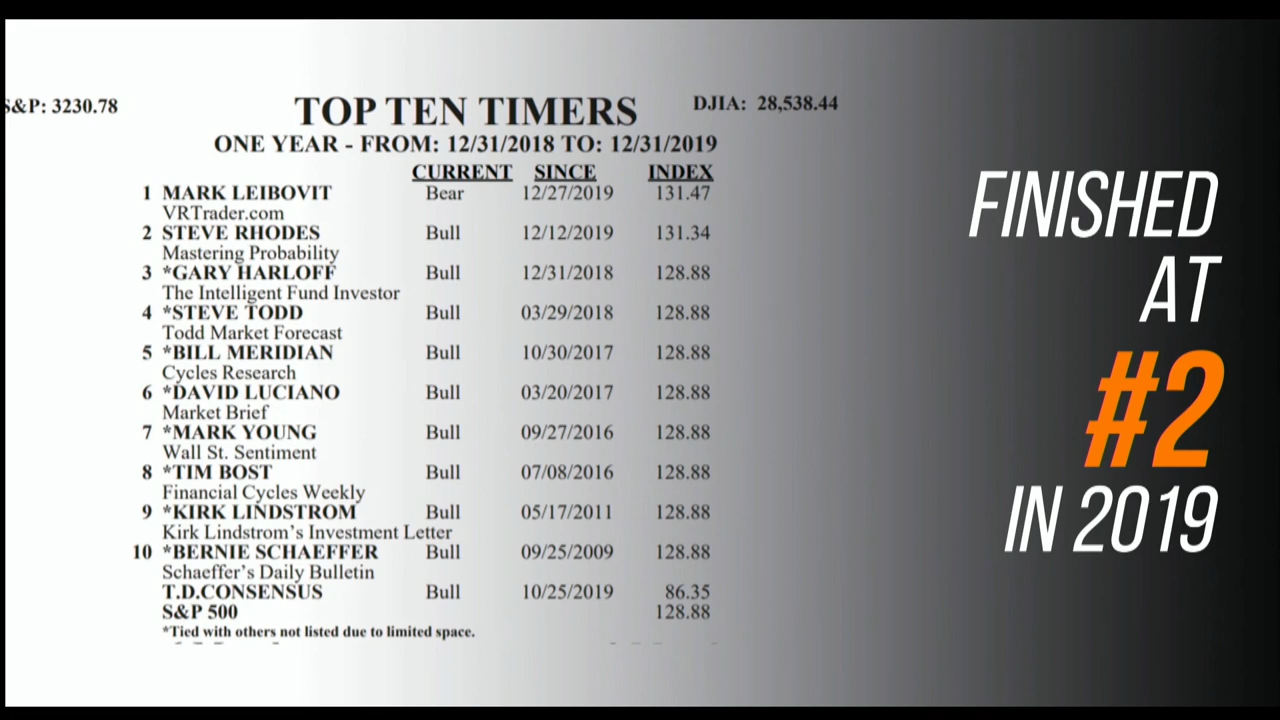 S&P: 3230.78
TOP TEN TIMERS
DJIA: 28,538.44
ONE YEAR - FROM: 12/31/2018 TO: 12/31/2019
CURRENT SINCE INDEX
1 MARK LEIBOVIT Bear 12/27/2019 131.47
VRTrader.com
2 STEVE RHODES Bull 12/12/2019 131.34
Mastering Probability
3 *GARY HARLOFF Bull 12/31/2018 128.88
The Intelligent Fund Investor
4 *STEVE TODD Bull 03/29/2018 128.88
Todd Market Forecast
5 *BILL MERIDIAN Bull 10/30/2017 128.88
Cycles Research
6 *DAVID LUCIANO Bull 03/20/2017 128.88
Market Brief
7 *MARK YOUNG Bull 09/27/2016 128.88
Wall St. Sentiment
8 *TIM BOST Bull 07/08/2016 128.88
Financial Cycles Weekly
9 *KIRK LINDSTROM Bull 05/17/2011 128.88
Kirk Lindstrom's Investment Letter
10 *BERNIE SCHAEFFER Bull 09/25/2009 128.88
Schaeffer's Daily Bulletin
T.D.CONSENSUS Bull 10/25/2019 86.35
S&P 500 128.88
*Tied with others not listed due to limited space.
FINISHED
AT
#2
IN 2019